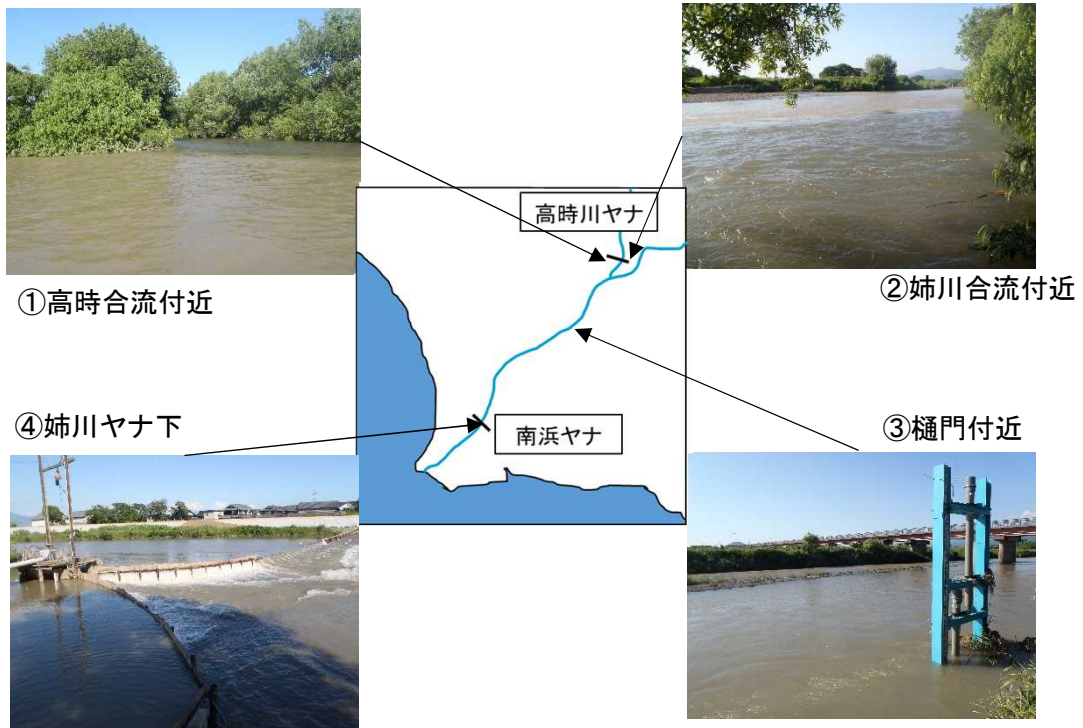 高時川ヤナ
①高時合流付近
②姉川合流付近
④姉川ヤナ下
南浜ヤナ
③樋門付近